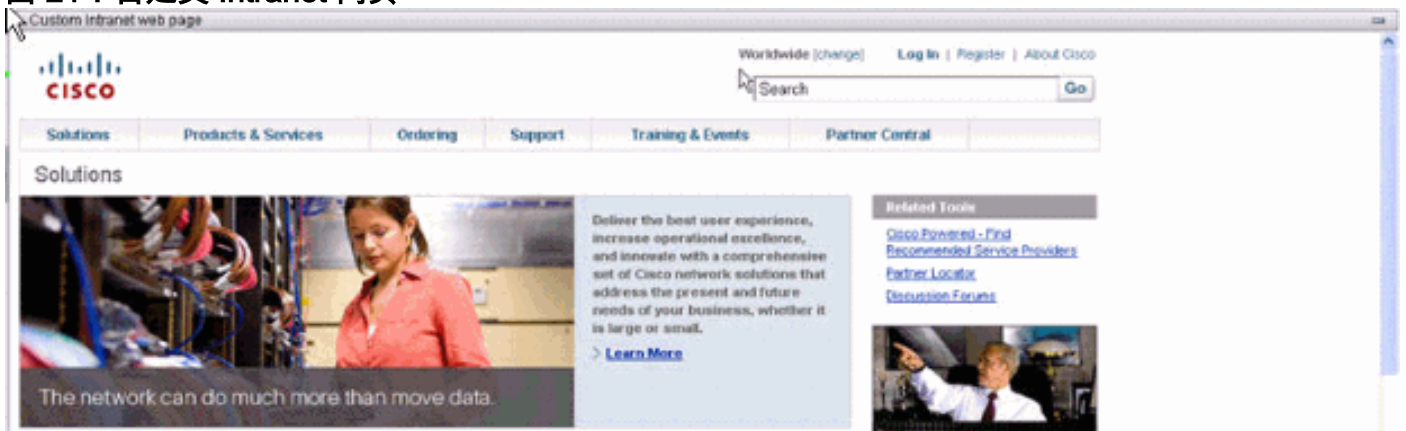 Custom Intranet web page
Worldwide [change] Log In | Register | About Cisco
CISCO
Search Go
Solutions Products & Services Ordering Support Training & Events Partner Central
Solutions
Deliver the best user experience,
increase operational excellence,
and innovate with a comprehensive
set of Cisco network solutions that
address the present and future
needs of your business, whether it
is large or small.
> Learn More
The network can do much more than move data.
Related Tools
Cisco Powered - Find
Recommended Service Providers
Partner Locator
Discussion Forums